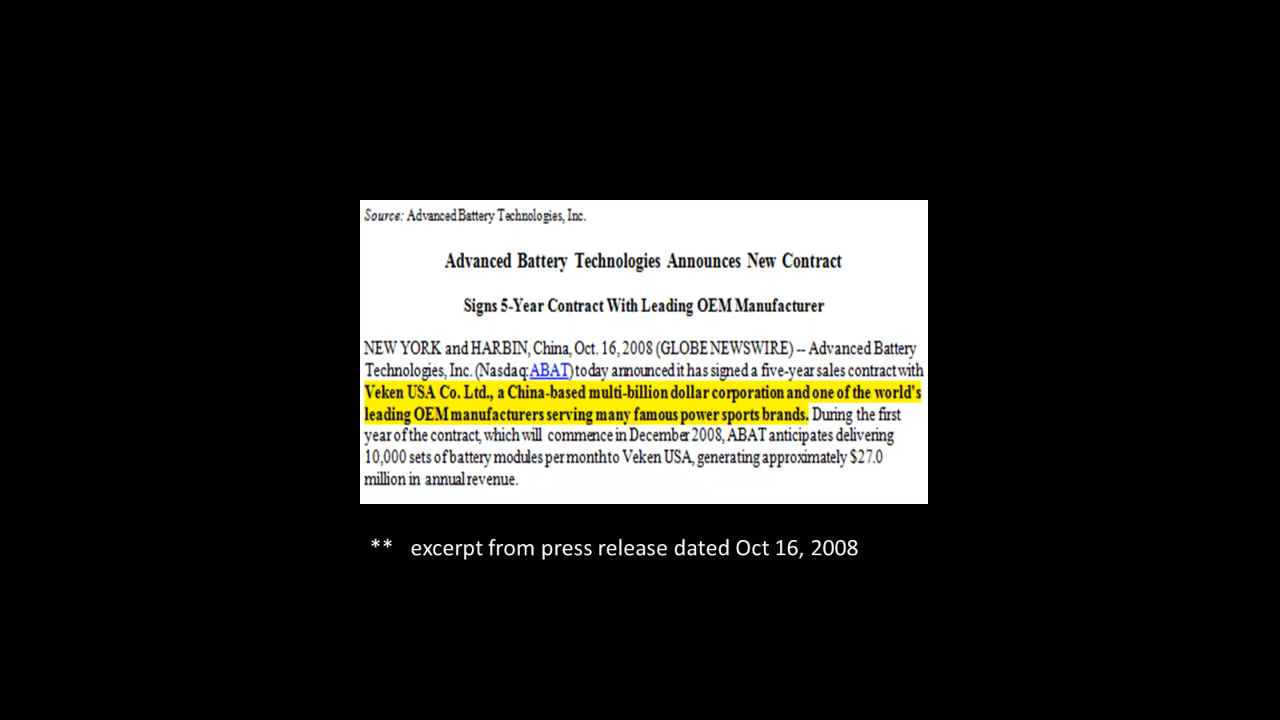 Source: Advanced Battery Technologies, Inc.
Advanced Battery Technologies Announces New Contract
Signs 5-Year Contract With Leading OEM Manufacturer
NEW YORK and HARBIN, China, Oct. 16, 2008 (GLOBE NEWSWIRE) -- Advanced Battery
Technologies, Inc. (Nasdaq:ABAT) today announced it has signed a five-year sales contract with
Veken USA Co. Ltd., a China-based multi-billion dollar corporation and one of the world's
leading OEM manufacturers serving many famous power sports brands. During the first
year of the contract, which will commence in December 2008, ABAT anticipates delivering
10,000 sets of battery modules per month to Veken USA, generating approximately $27.0
million in annual revenue.
** excerpt from press release dated Oct 16, 2008